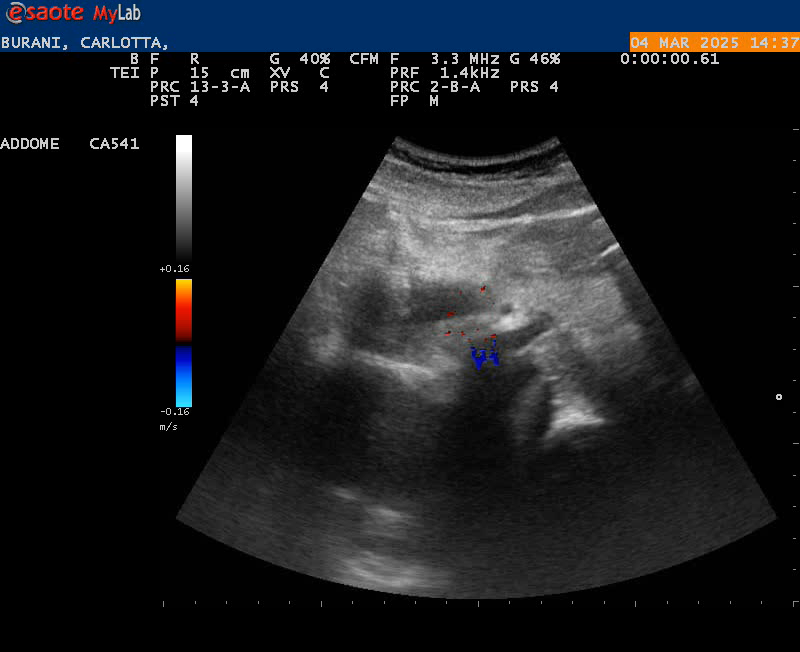 esaote MyLab
BURANI, CARLOTTA,
04 MAR 2025 14:37
B F R G 40% CFM F 3.3 MHz G 46% 0:00:00.61
TEI P 15 cm XV C PRF 1.4kHz
PRC 13-3-A PRS 4 PRC 2-B-A PRS 4
PST 4 FP M
ADDOME CA541
+0.16
-0.16
m/s